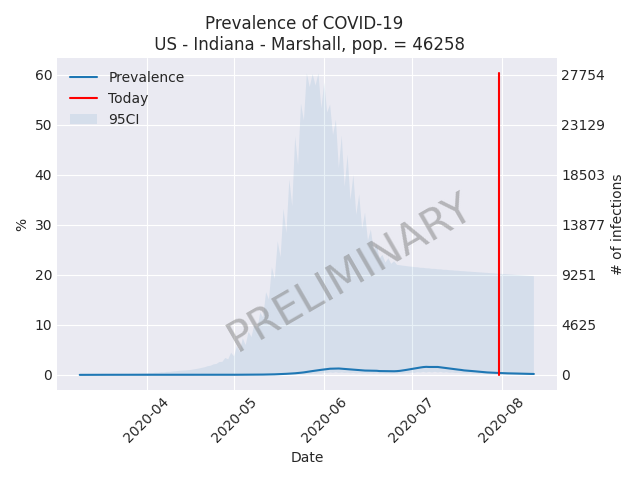 Prevalence of COVID-19
US - Indiana - Marshall, pop. = 46258
Prevalence
Today
95CI
60
50
40
30
20
10
0
%
27754
23129
18503
13877
9251
4625
0
# of infections
PRELIMINARY
2020-04
2020-05
2020-06
2020-07
2020-08
Date